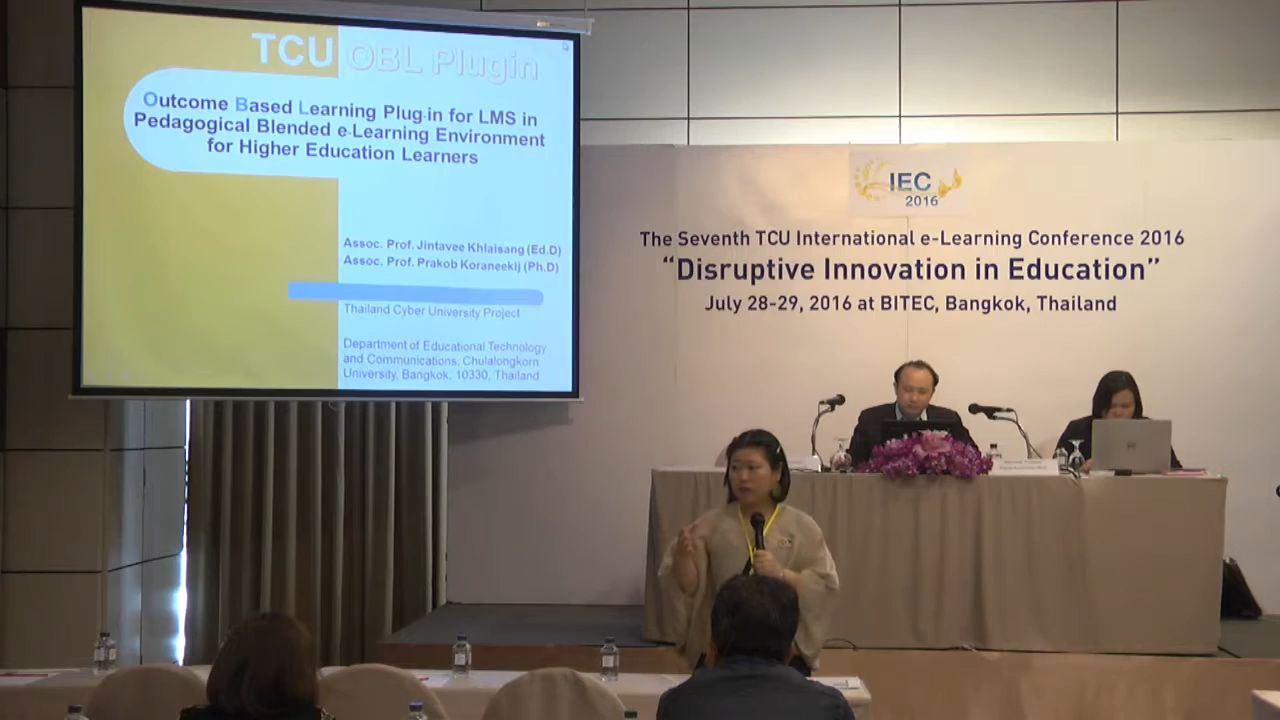 TCU OBL Plugin
Outcome Based Learning Plug-in for LMS in
Pedagogical Blended e-Learning Environment
for Higher Education Learners
Assoc. Prof. Jintavee Khlaisang (Ed.D)
Assoc. Prof. Prakob Koraneekij (Ph.D)
Thailand Cyber University Project
Department of Educational Technology
and Communications, Chulalongkorn
University, Bangkok, 10330, Thailand
IEC
2016
The Seventh TCU International e-Learning Conference 2016
“Disruptive Innovation in Education”
July 28-29, 2016 at BITEC, Bangkok, Thailand